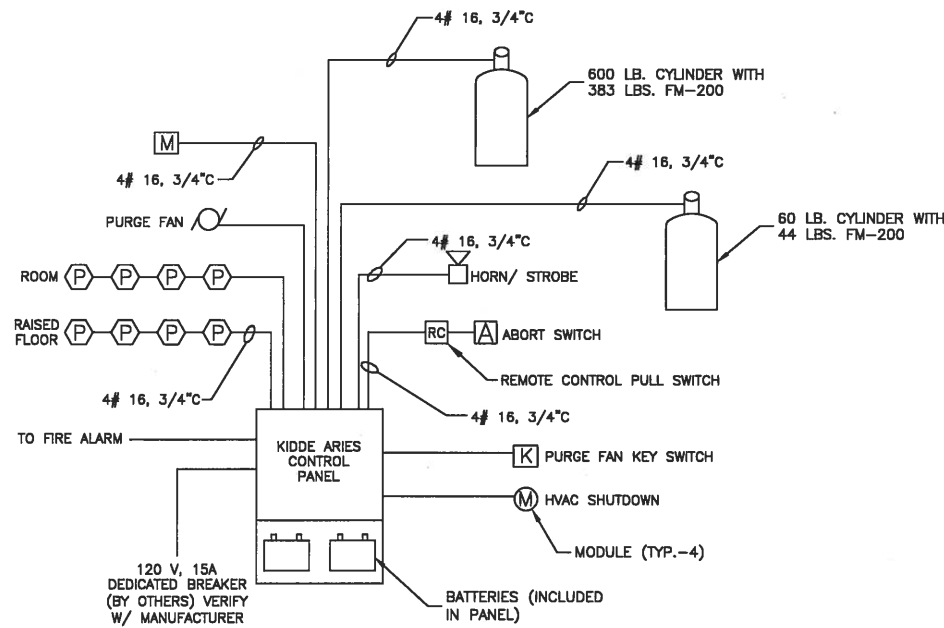 4# 16, 3/4"C
600 LB. CYLINDER WITH
383 LBS. FM-200
M
4# 16, 3/4"C
4# 16, 3/4"C
PURGE FAN
60 LB. CYLINDER WITH
44 LBS. FM-200
4# 16, 3/4"C
ROOM P P P P
HORN/ STROBE
RAISED
FLOOR P P P P
RC A ABORT SWITCH
REMOTE CONTROL PULL SWITCH
4# 16, 3/4"C
4# 16, 3/4"C
TO FIRE ALARM
KIDDE ARIES
CONTROL
PANEL
K PURGE FAN KEY SWITCH
M HVAC SHUTDOWN
MODULE (TYP.-4)
120 V, 15A
DEDICATED BREAKER
(BY OTHERS) VERIFY
W/ MANUFACTURER
BATTERIES (INCLUDED
IN PANEL)